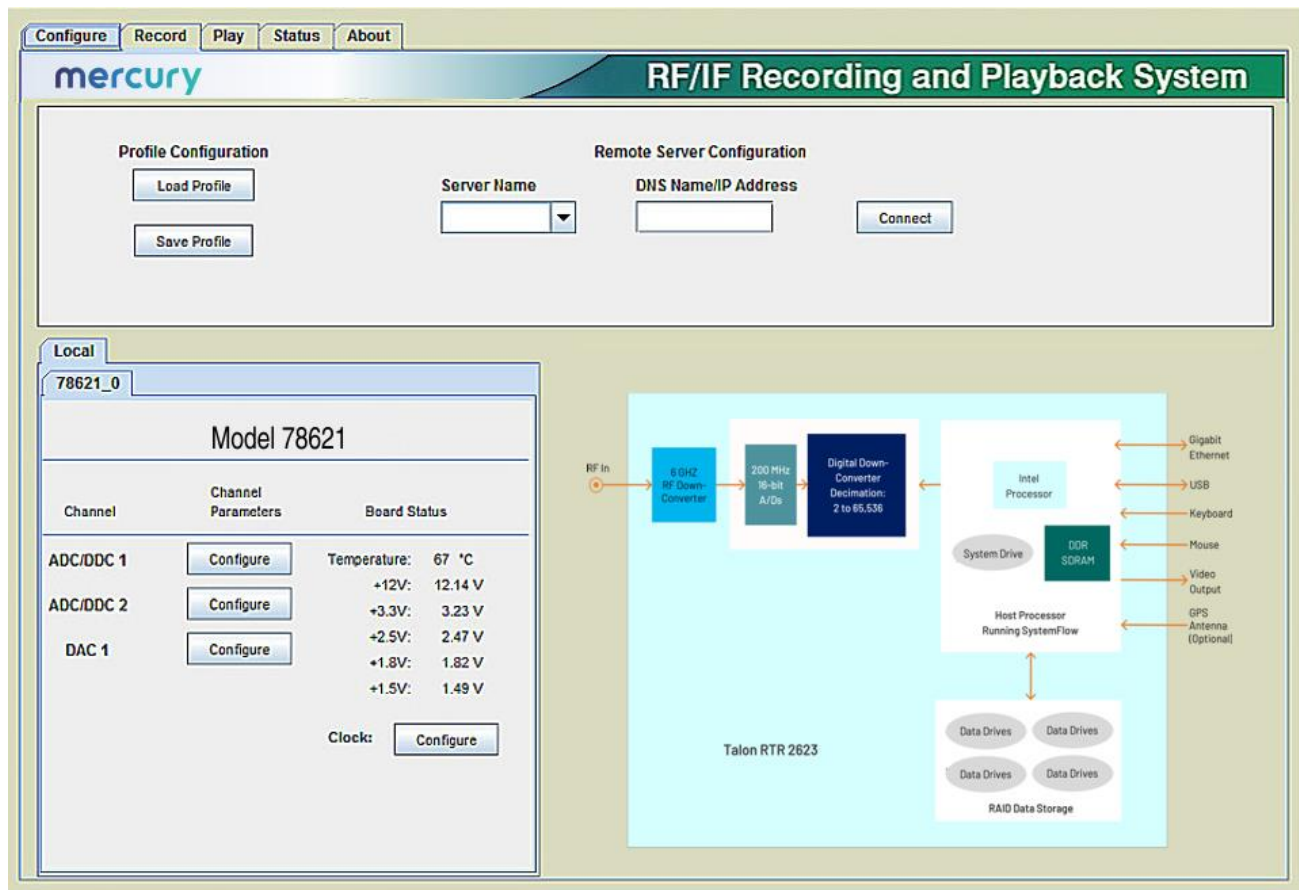 Configure Record Play Status About
mercury RF/IF Recording and Playback System
Profile Configuration
Load Profile
Save Profile
Remote Server Configuration
Server Name DNS Name/IP Address
Connect
Local
78621_0
Model 78621
Channel
Channel
Parameters
Board Status
ADC/DDC 1 Configure
ADC/DDC 2 Configure
DAC 1 Configure
Temperature: 67 °C
+12V: 12.14 V
+3.3V: 3.23 V
+2.5V: 2.47 V
+1.8V: 1.82 V
+1.5V: 1.49 V
Clock: Configure
RF In
6 GHZ
RF Down-
Converter
200 MHz
16-bit
A/Ds
Digital Down-
Converter
Decimation:
2 to 65,536
Intel
Processor
System Drive
DDR
SDRAM
Host Processor
Running SystemFlow
Gigabit
Ethernet
USB
Keyboard
Mouse
Video
Output
GPS
Antenna
(Optional)
Data Drives Data Drives
Data Drives Data Drives
RAID Data Storage
Talon RTR 2623